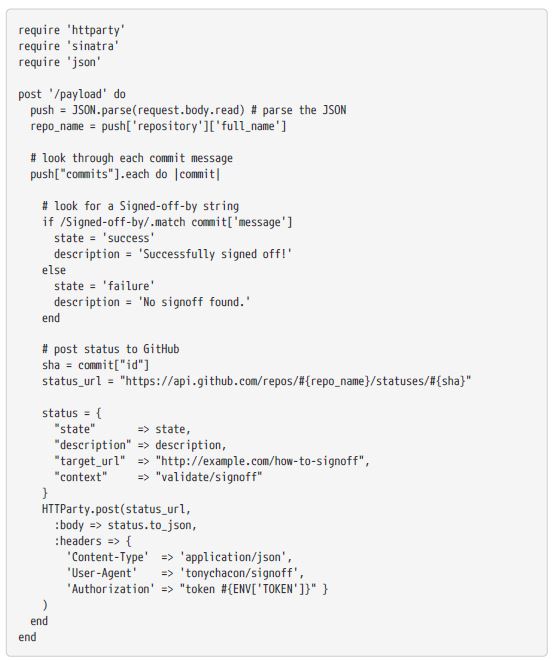 require 'httparty'
require 'sinatra'
require 'json'

post '/payload' do
  push = JSON.parse(request.body.read) # parse the JSON
  repo_name = push['repository']['full_name']

  # look through each commit message
  push["commits"].each do |commit|

    # look for a Signed-off-by string
    if /Signed-off-by/.match commit['message']
      state = 'success'
      description = 'Successfully signed off!'
    else
      state = 'failure'
      description = 'No signoff found.'
    end

    # post status to GitHub
    sha = commit["id"]
    status_url = "https://api.github.com/repos/#{repo_name}/statuses/#{sha}"

    status = {
      "state"       => state,
      "description" => description,
      "target_url"  => "http://example.com/how-to-signoff",
      "context"     => "validate/signoff"
    }
    HTTParty.post(status_url,
      :body => status.to_json,
      :headers => {
        'Content-Type'  => 'application/json',
        'User-Agent'    => 'tonychacon/signoff',
        'Authorization' => "token #{ENV['TOKEN']}" }
    )
  end
end